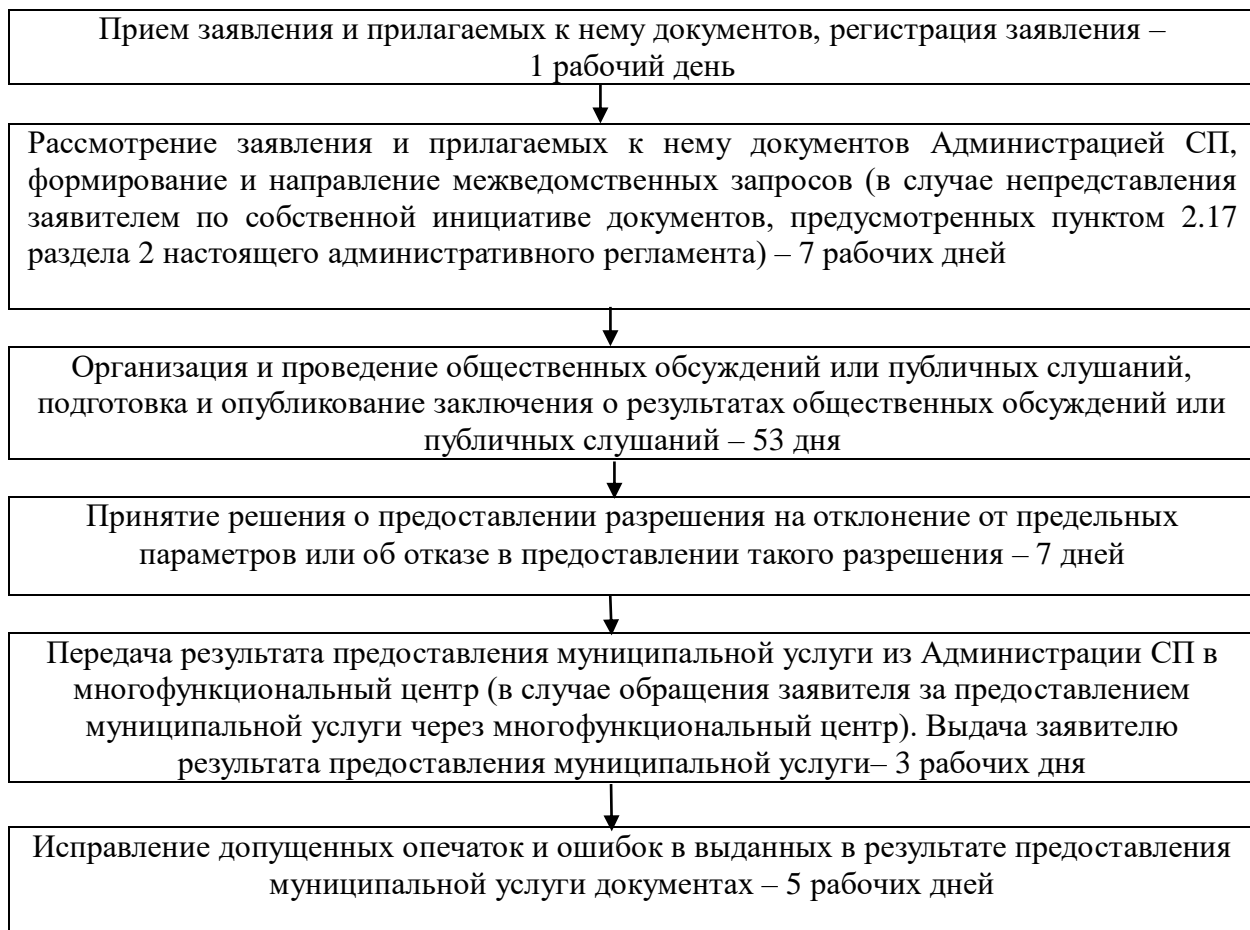 Прием заявления и прилагаемых к нему документов, регистрация заявления –
1 рабочий день
Рассмотрение заявления и прилагаемых к нему документов Администрацией СП,
формирование и направление межведомственных запросов (в случае непредставления
заявителем по собственной инициативе документов, предусмотренных пунктом 2.17
раздела 2 настоящего административного регламента) – 7 рабочих дней
Организация и проведение общественных обсуждений или публичных слушаний,
подготовка и опубликование заключения о результатах общественных обсуждений или
публичных слушаний – 53 дня
Принятие решения о предоставлении разрешения на отклонение от предельных
параметров или об отказе в предоставлении такого разрешения – 7 дней
Передача результата предоставления муниципальной услуги из Администрации СП в
многофункциональный центр (в случае обращения заявителя за предоставлением
муниципальной услуги через многофункциональный центр). Выдача заявителю
результата предоставления муниципальной услуги– 3 рабочих дня
Исправление допущенных опечаток и ошибок в выданных в результате предоставления
муниципальной услуги документах – 5 рабочих дней